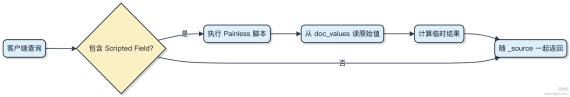 客户端查询
包含 Scripted Field?
是
执行 Painless 脚本
从 doc_values 读原始值
计算临时结果
否
随 _source 一起返回